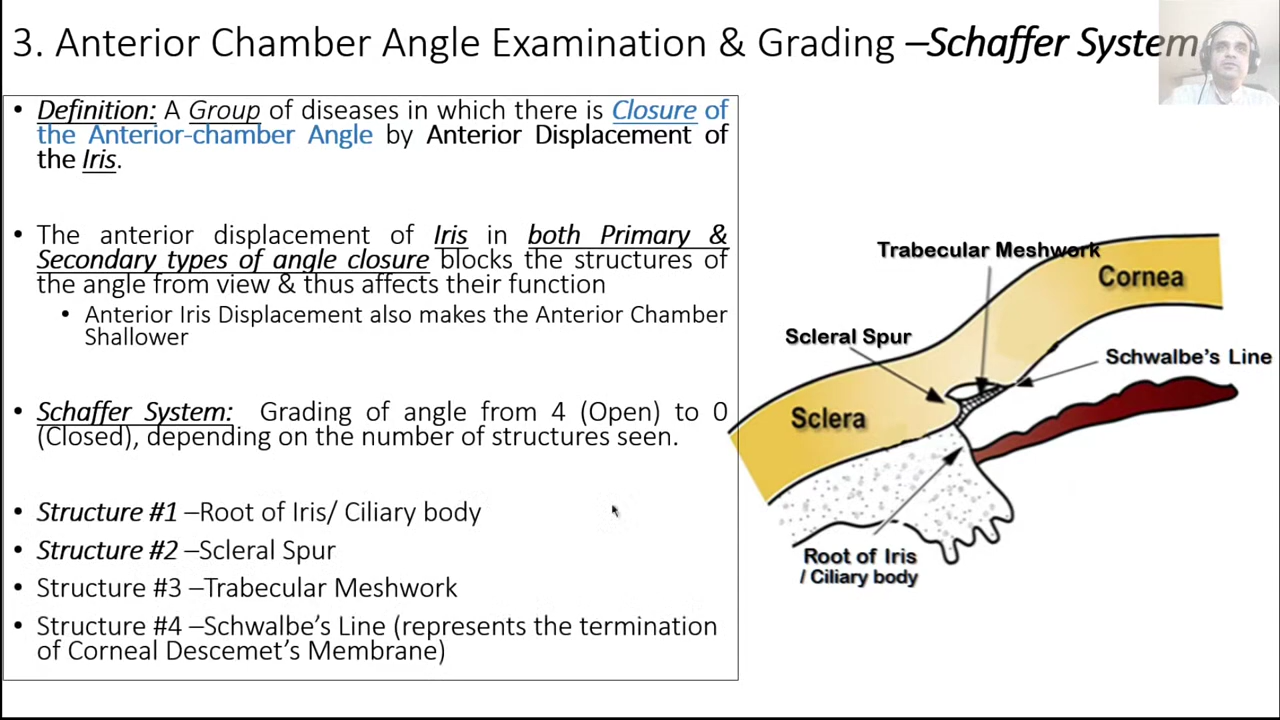 3. Anterior Chamber Angle Examination & Grading –Schaffer System
• Definition: A Group of diseases in which there is Closure of
the Anterior-chamber Angle by Anterior Displacement of
the Iris.
• The anterior displacement of Iris in both Primary &
Secondary types of angle closure blocks the structures of
the angle from view & thus affects their function
• Anterior Iris Displacement also makes the Anterior Chamber
Shallower
• Schaffer System: Grading of angle from 4 (Open) to 0
(Closed), depending on the number of structures seen.
• Structure #1 –Root of Iris/ Ciliary body
• Structure #2 –Scleral Spur
• Structure #3 –Trabecular Meshwork
• Structure #4 –Schwalbe's Line (represents the termination
of Corneal Descemet's Membrane)
Trabecular Meshwork
Cornea
Scleral Spur
Schwalbe's Line
Sclera
Root of Iris
/ Ciliary body